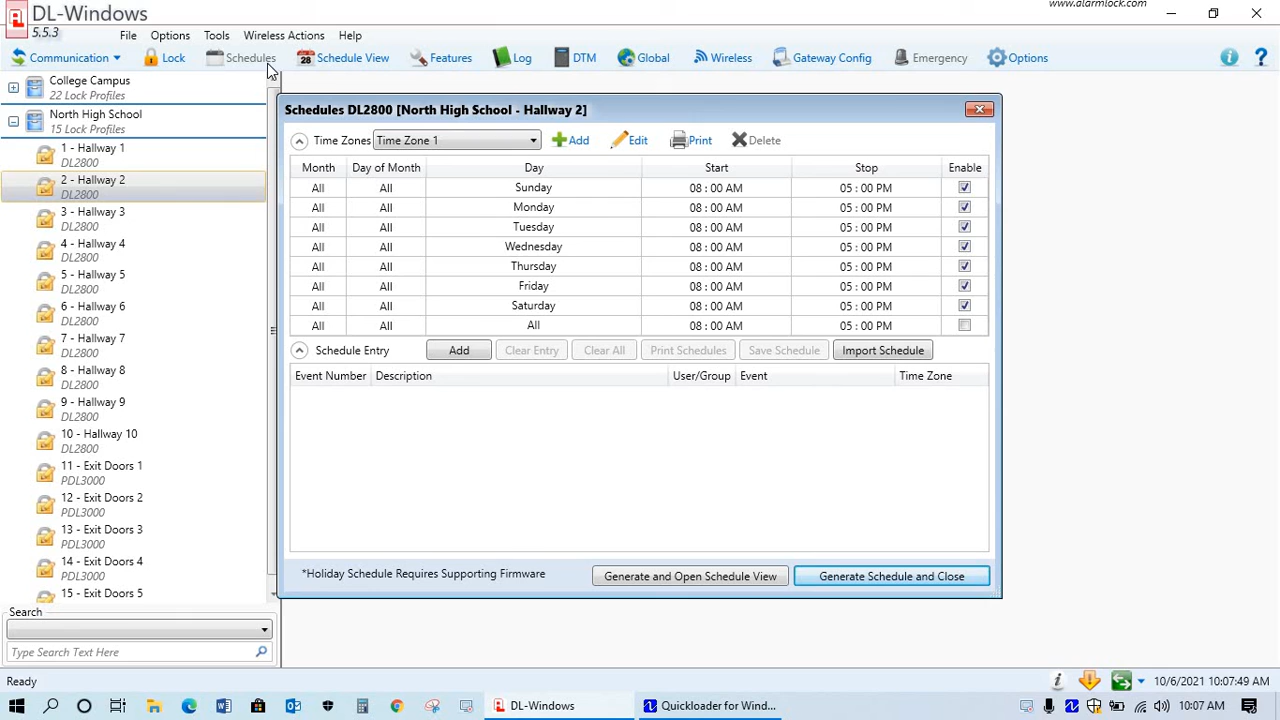 DL-Windows
5.5.3
www.alarmlock.com
File Options Tools Wireless Actions Help
Communication Lock Schedules 28 Schedule View Features Log DTM Global Wireless Gateway Config Emergency Options
College Campus
22 Lock Profiles
North High School
15 Lock Profiles
1 - Hallway 1
DL2800
2 - Hallway 2
DL2800
3 - Hallway 3
DL2800
4 - Hallway 4
DL2800
5 - Hallway 5
DL2800
6 - Hallway 6
DL2800
7 - Hallway 7
DL2800
8 - Hallway 8
DL2800
9 - Hallway 9
DL2800
10 - Hallway 10
DL2800
11 - Exit Doors 1
PDL3000
12 - Exit Doors 2
PDL3000
13 - Exit Doors 3
PDL3000
14 - Exit Doors 4
PDL3000
15 - Exit Doors 5
Search
Type Search Text Here
Schedules DL2800 [North High School - Hallway 2]
Time Zones Time Zone 1 Add Edit Print Delete
Month Day of Month Day Start Stop Enable
All All Sunday 08 : 00 AM 05 : 00 PM
All All Monday 08 : 00 AM 05 : 00 PM
All All Tuesday 08 : 00 AM 05 : 00 PM
All All Wednesday 08 : 00 AM 05 : 00 PM
All All Thursday 08 : 00 AM 05 : 00 PM
All All Friday 08 : 00 AM 05 : 00 PM
All All Saturday 08 : 00 AM 05 : 00 PM
All All All 08 : 00 AM 05 : 00 PM
Schedule Entry Add Clear Entry Clear All Print Schedules Save Schedule Import Schedule
Event Number Description User/Group Event Time Zone
*Holiday Schedule Requires Supporting Firmware Generate and Open Schedule View Generate Schedule and Close
Ready 10/6/2021 10:07:49 AM
DL-Windows Quickloader for Wind... 10:07 AM